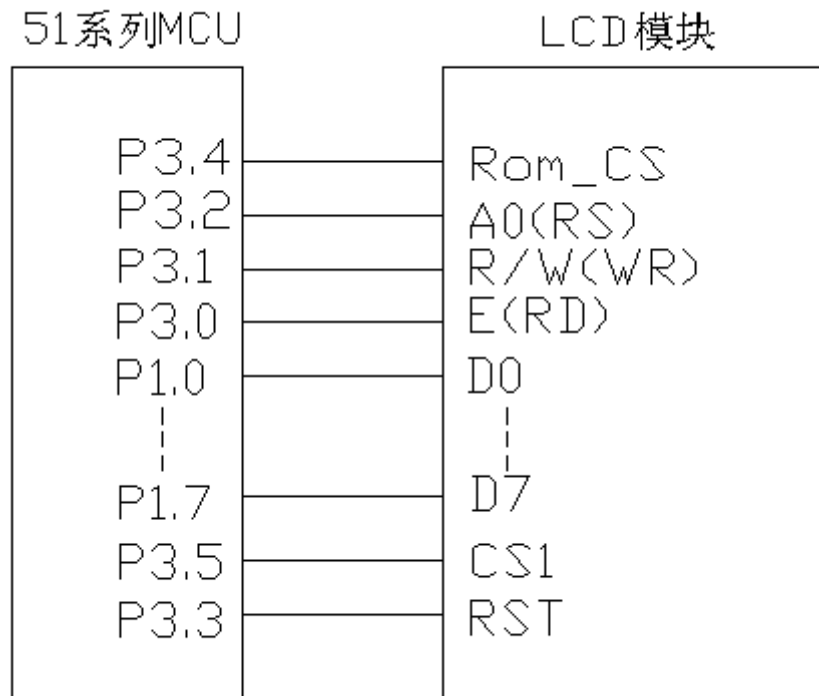 51系列MCU LCD模块
P3.4 Rom_CS
P3.2 A0(RS)
P3.1 R/W(WR)
P3.0 E(RD)
P1.0 D0
P1.7 D7
P3.5 CS1
P3.3 RST